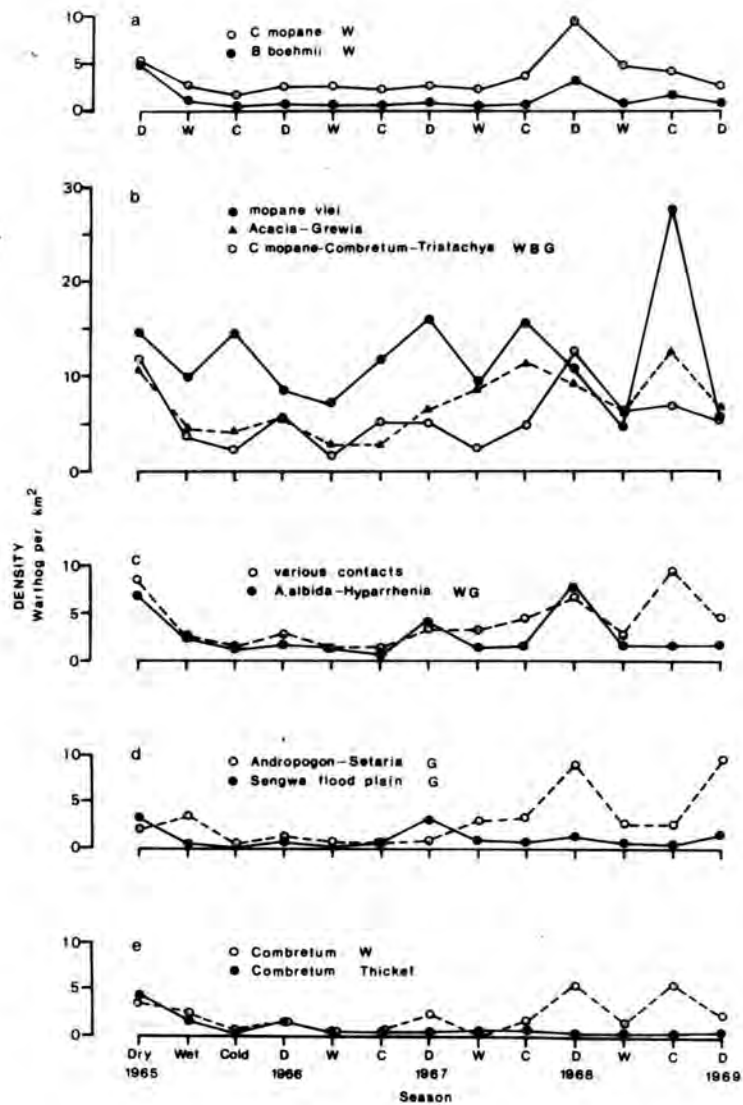 10
a
C mopane W
B boehmii W
5
0
D W C D W C D W C D W C D
30
b
mopane vlei
Acacia-Grewia
C mopane-Combretum-Tristachya W B G
20
10
0
DENSITY
Warthog per km²
c
10
various contacts
A.albida-Hyparrhenia W G
5
0
d
10
Andropogon-Setaria G
Sengwa flood plain G
5
0
e
10
Combretum W
Combretum Thicket
5
0
Dry Wet Cold D W C D W C D W C D
1965 1966 1967 1968 1969
Season